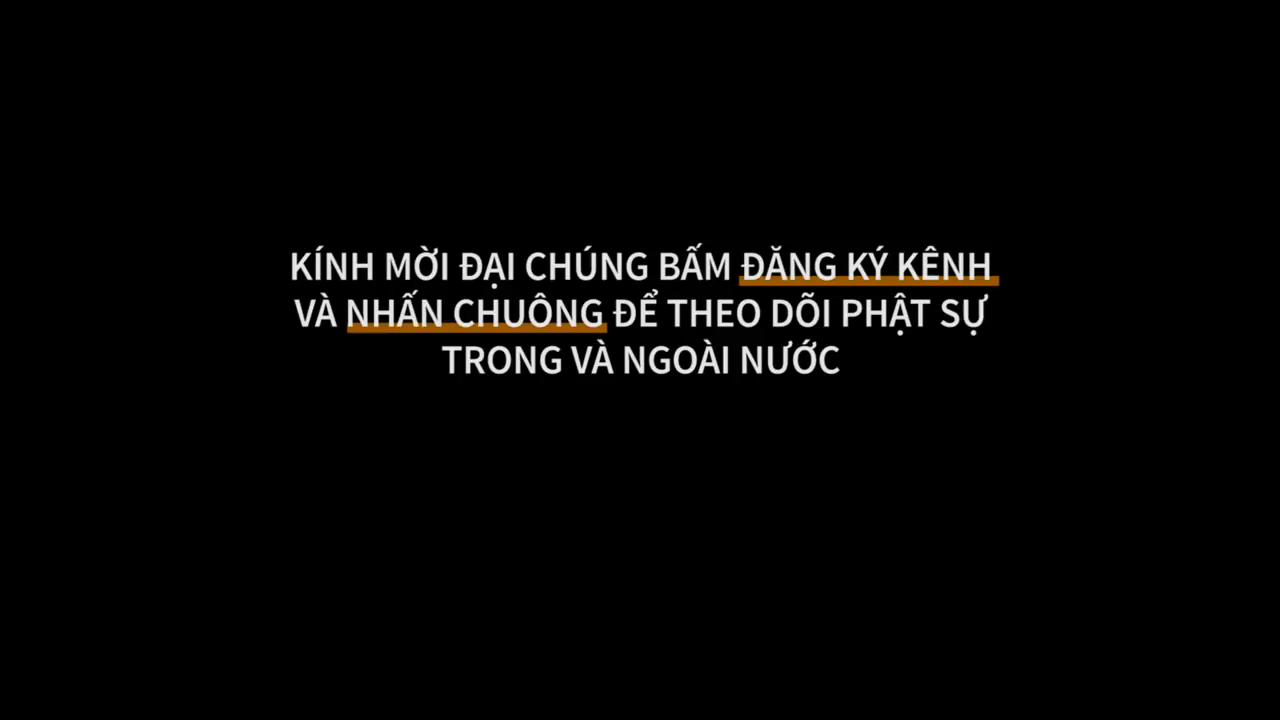 KÍNH MỜI ĐẠI CHÚNG BẤM ĐĂNG KÝ KÊNH
VÀ NHẤN CHUÔNG ĐỂ THEO DÕI PHẬT SỰ
TRONG VÀ NGOÀI NƯỚC